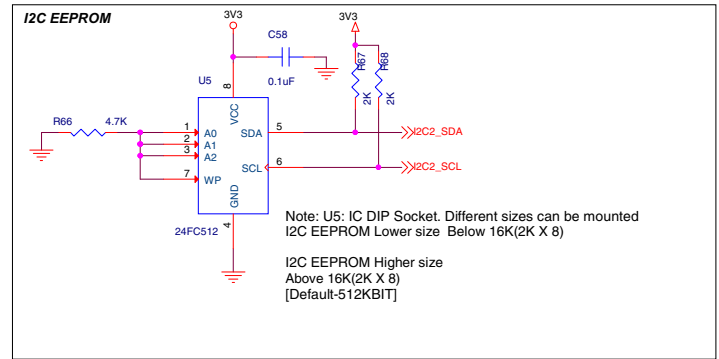 I2C EEPROM
3V3
3V3
C58
0.1uF
R67
2K
R68
2K
U5
8
VCC
R66
4.7K
1
A0
2
A1
3
A2
7
WP
SDA
5
I2C2_SDA
SCL
6
I2C2_SCL
GND
4
24FC512
Note: U5: IC DIP Socket. Different sizes can be mounted
I2C EEPROM Lower size  Below 16K(2K X 8)
I2C EEPROM Higher size
Above 16K(2K X 8)
[Default-512KBIT]